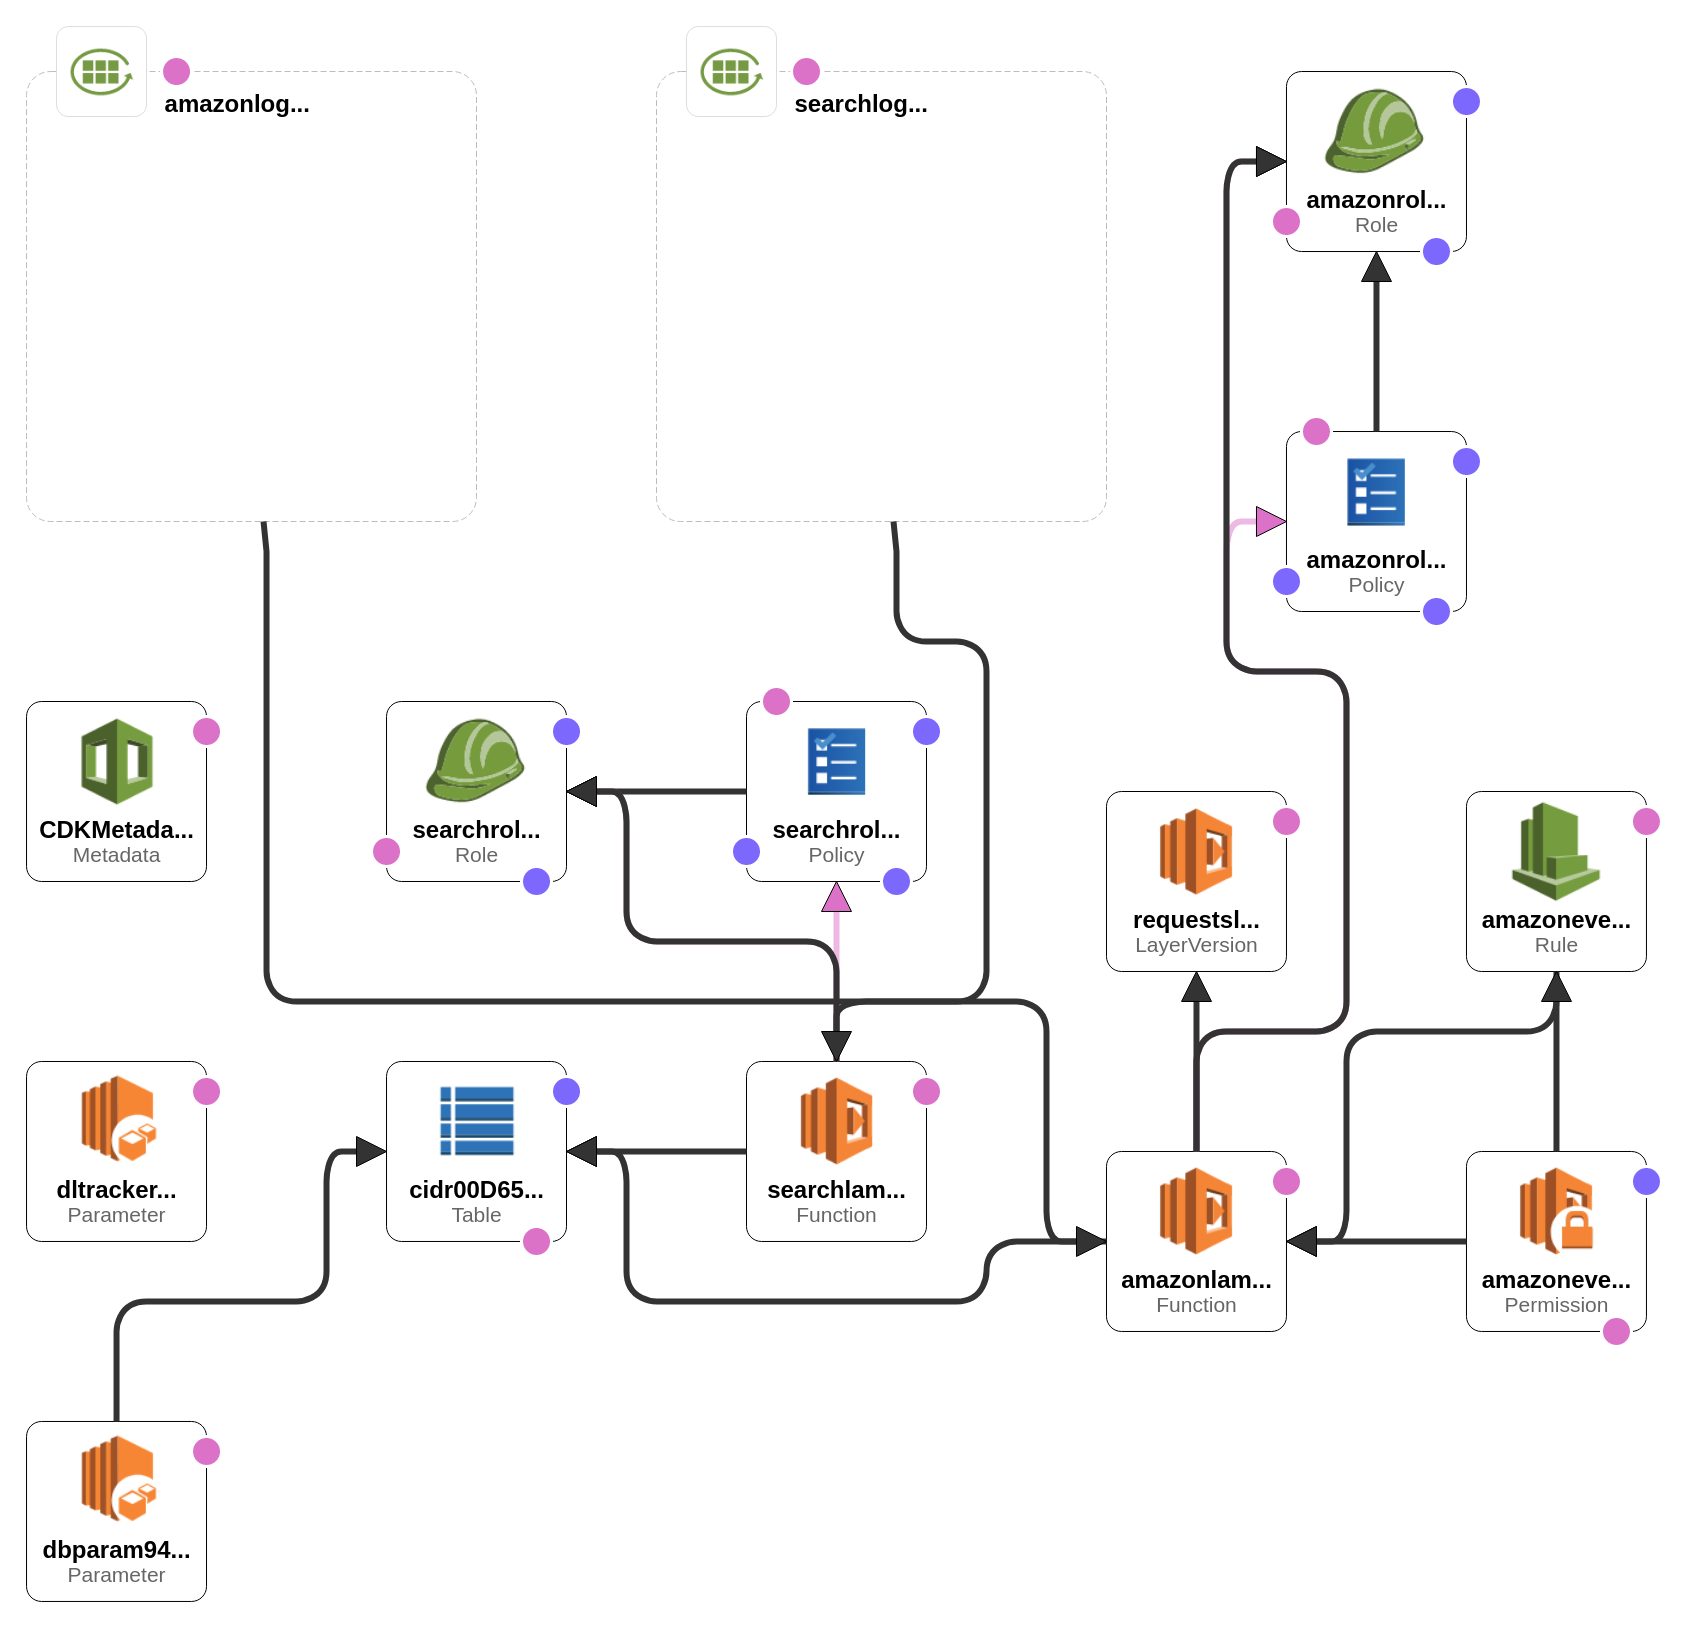 amazonlog...
searchlog...
amazonrol...
Role
amazonrol...
Policy
CDKMetada...
Metadata
searchrol...
Role
searchrol...
Policy
requestsl...
LayerVersion
amazoneve...
Rule
dltracker...
Parameter
cidr00D65...
Table
searchlam...
Function
amazonlam...
Function
amazoneve...
Permission
dbparam94...
Parameter